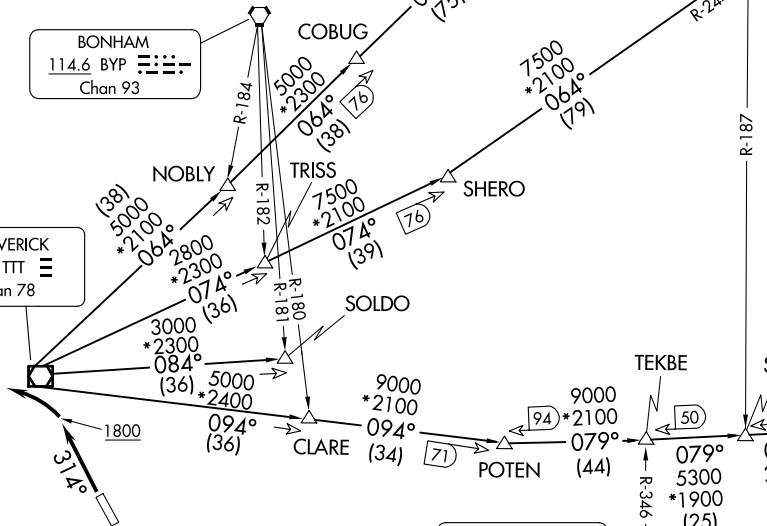 BONHAM
114.6 BYP
Chan 93
COBUG
5000
*2300
064°
(38)
76
7500
*2100
064°
(79)
R-184
R-187
NOBLY
TRISS
SHERO
R-182
7500
*2100
074°
(39)
76
(38)
5000
*2100
064°
2800
*2300
074°
(36)
VERICK
TTT
an 78
R-181
R-180
SOLDO
3000
*2300
084°
(36)
5000
*2400
094°
(36)
CLARE
9000
*2100
094°
(34)
71
POTEN
94
9000
*2100
079°
(44)
TEKBE
50
079°
5300
*1900
(25)
R-346
1800
314°